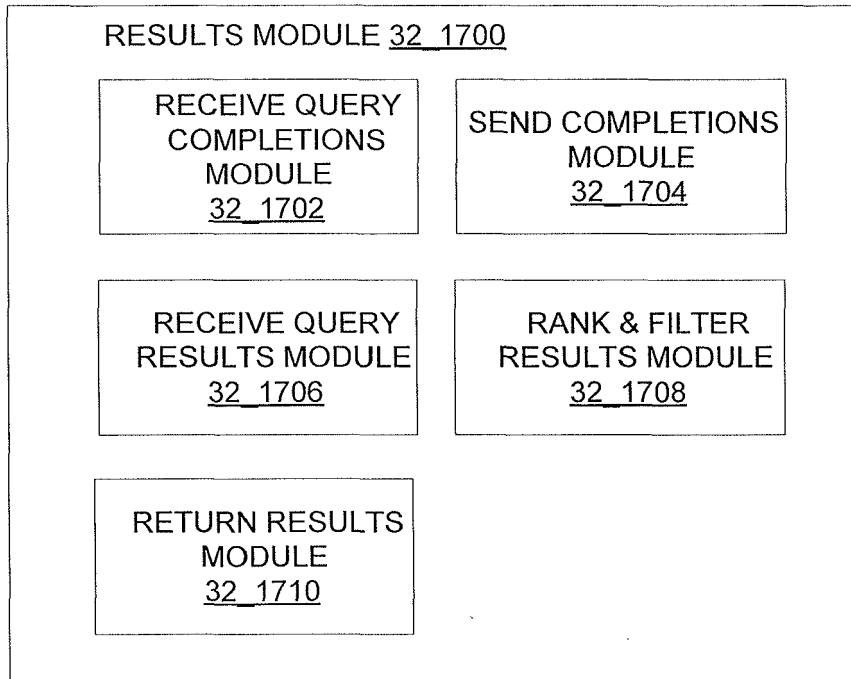 RESULTS MODULE 32_1700
RECEIVE QUERY
COMPLETIONS
MODULE
32_1702
SEND COMPLETIONS
MODULE
32_1704
RECEIVE QUERY
RESULTS MODULE
32_1706
RANK & FILTER
RESULTS MODULE
32_1708
RETURN RESULTS
MODULE
32_1710